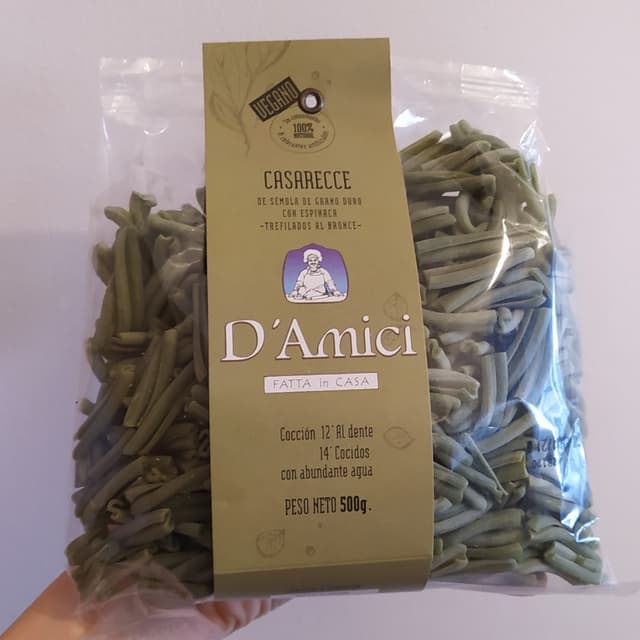 VEGANO
100%
NATURAL
CASARECCE
DE SÉMOLA DE GRANO DURO
CON ESPINACA
-TREFILADOS AL BRONCE-
D'Amici
FATTA in CASA
Cocción 12' Al dente
14' Cocidos
con abundante agua
PESO NETO 500g.